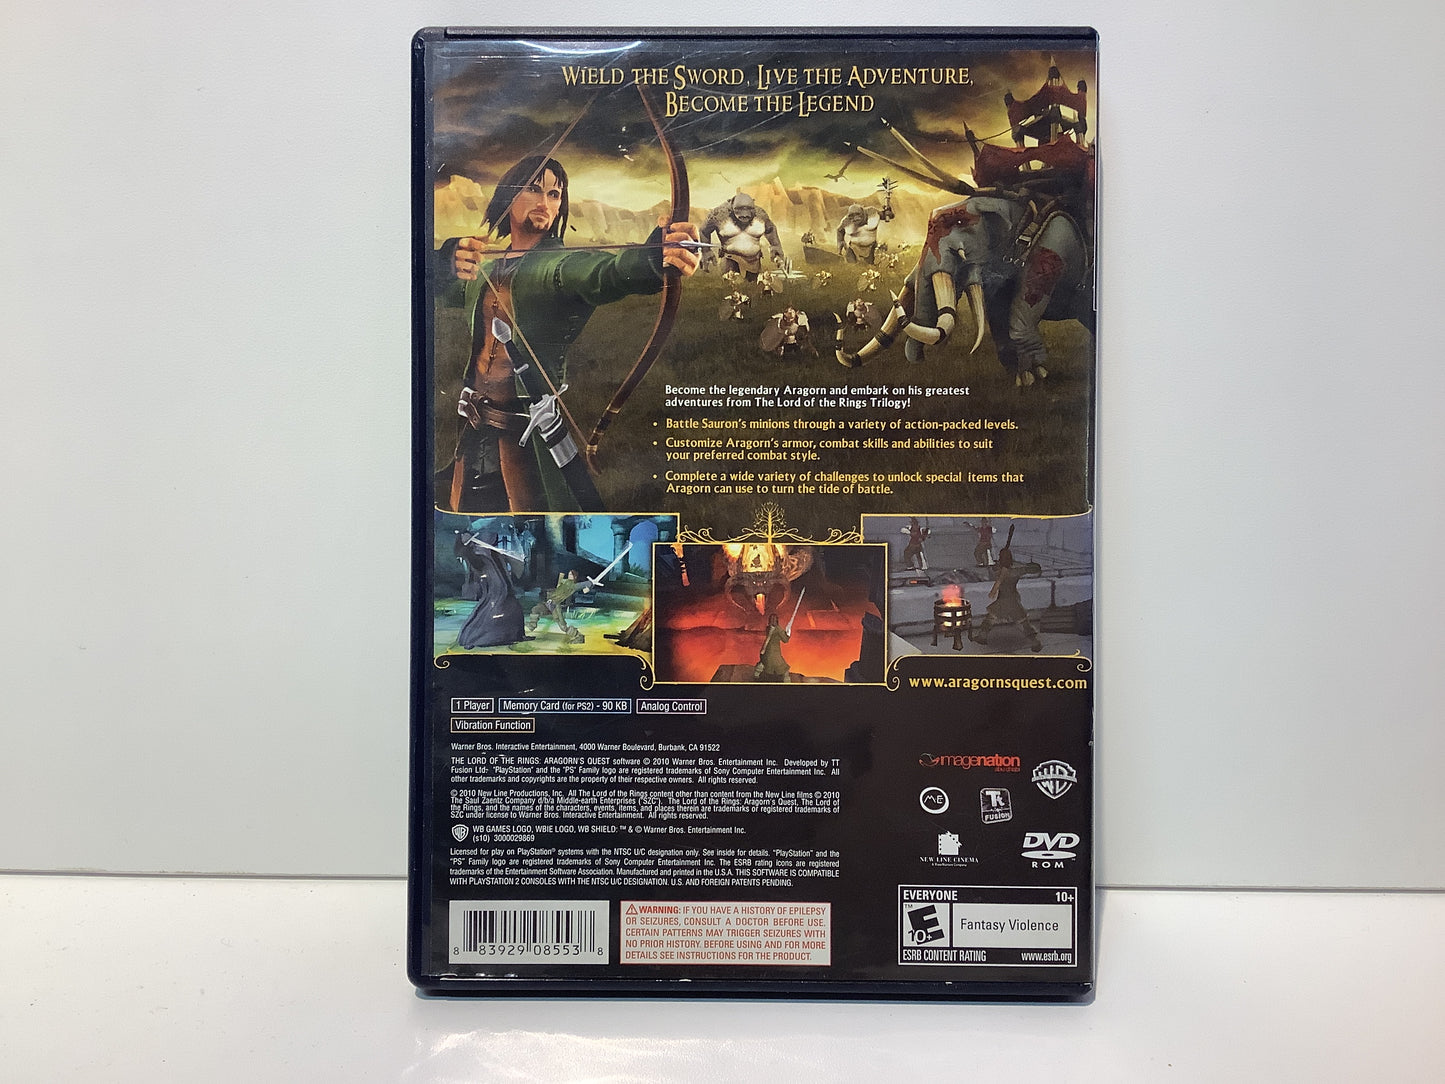 WIELD THE SWORD, LIVE THE ADVENTURE,
BECOME THE LEGEND
Become the legendary Aragorn and embark on his greatest
adventures from The Lord of the Rings Trilogy!
• Battle Sauron's minions through a variety of action-packed levels.
• Customize Aragorn's armor, combat skills and abilities to suit
your preferred combat style.
• Complete a wide variety of challenges to unlock special items that
Aragorn can use to turn the tide of battle.
www.aragornsquest.com
1 Player
Memory Card (for PS2) - 90 KB
Analog Control
Vibration Function
Warner Bros. Interactive Entertainment, 4000 Warner Boulevard, Burbank, CA 91522
THE LORD OF THE RINGS: ARAGORN'S QUEST software © 2010 Warner Bros. Entertainment Inc. Developed by TT
Fusion Ltd. "PlayStation" and the "PS" Family logo are registered trademarks of Sony Computer Entertainment Inc. All
other trademarks and copyrights are the property of their respective owners. All rights reserved.
© 2010 New Line Productions, Inc. All The Lord of the Rings content other than content from the New Line films © 2010
The Saul Zaentz Company d/b/a Middle-earth Enterprises ("SZC"). The Lord of the Rings: Aragorn's Quest, The Lord of
the Rings, and the names of the characters, events, items, and places therein are trademarks or registered trademarks of
SZC under license to Warner Bros. Interactive Entertainment. All rights reserved.
WB GAMES LOGO, WBIE LOGO, WB SHIELD: ™ & © Warner Bros. Entertainment Inc.
(s10) 3000029869
Licensed for play on PlayStation® systems with the NTSC U/C designation only. See inside for details. "PlayStation" and the
"PS" Family logo are registered trademarks of Sony Computer Entertainment Inc. The ESRB rating icons are registered
trademarks of the Entertainment Software Association. Manufactured and printed in the U.S.A. THIS SOFTWARE IS COMPATIBLE
WITH PLAYSTATION 2 CONSOLES WITH THE NTSC U/C DESIGNATION. U.S. AND FOREIGN PATENTS PENDING.
imagenation
abu dhabi
WB
ME
TT
FUSION
NEW LINE CINEMA
DVD
ROM
8 83929 08553 8
WARNING: IF YOU HAVE A HISTORY OF EPILEPSY
OR SEIZURES, CONSULT A DOCTOR BEFORE USE.
CERTAIN PATTERNS MAY TRIGGER SEIZURES WITH
NO PRIOR HISTORY. BEFORE USING AND FOR MORE
DETAILS SEE INSTRUCTIONS FOR THE PRODUCT.
EVERYONE 10+
E
10+
™
Fantasy Violence
ESRB CONTENT RATING www.esrb.org